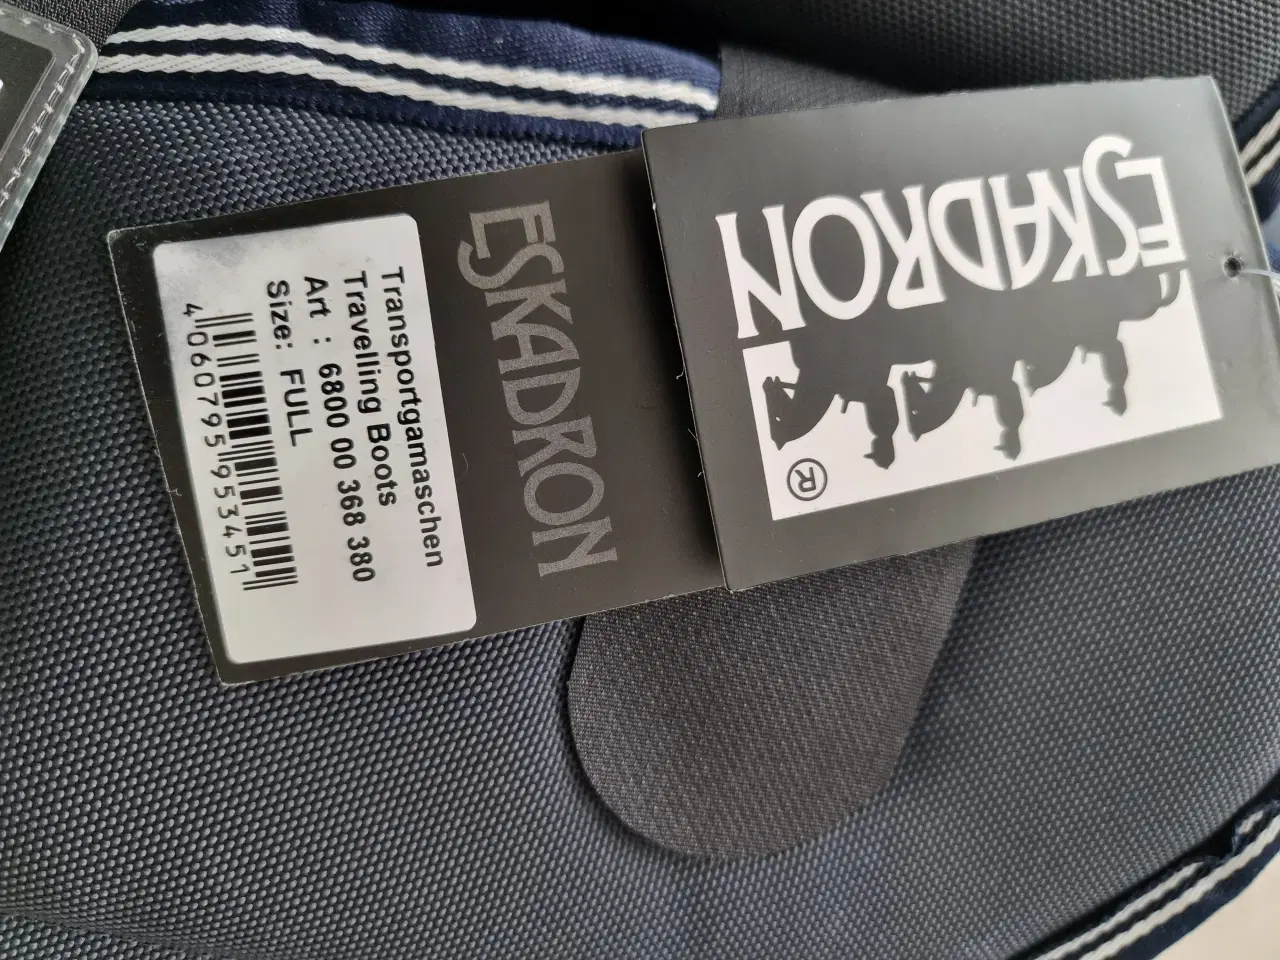 ESKADRON
®
ESKADRON
Transportgamaschen
Travelling Boots
Art : 6800 00 368 380
Size: FULL
4060795953451